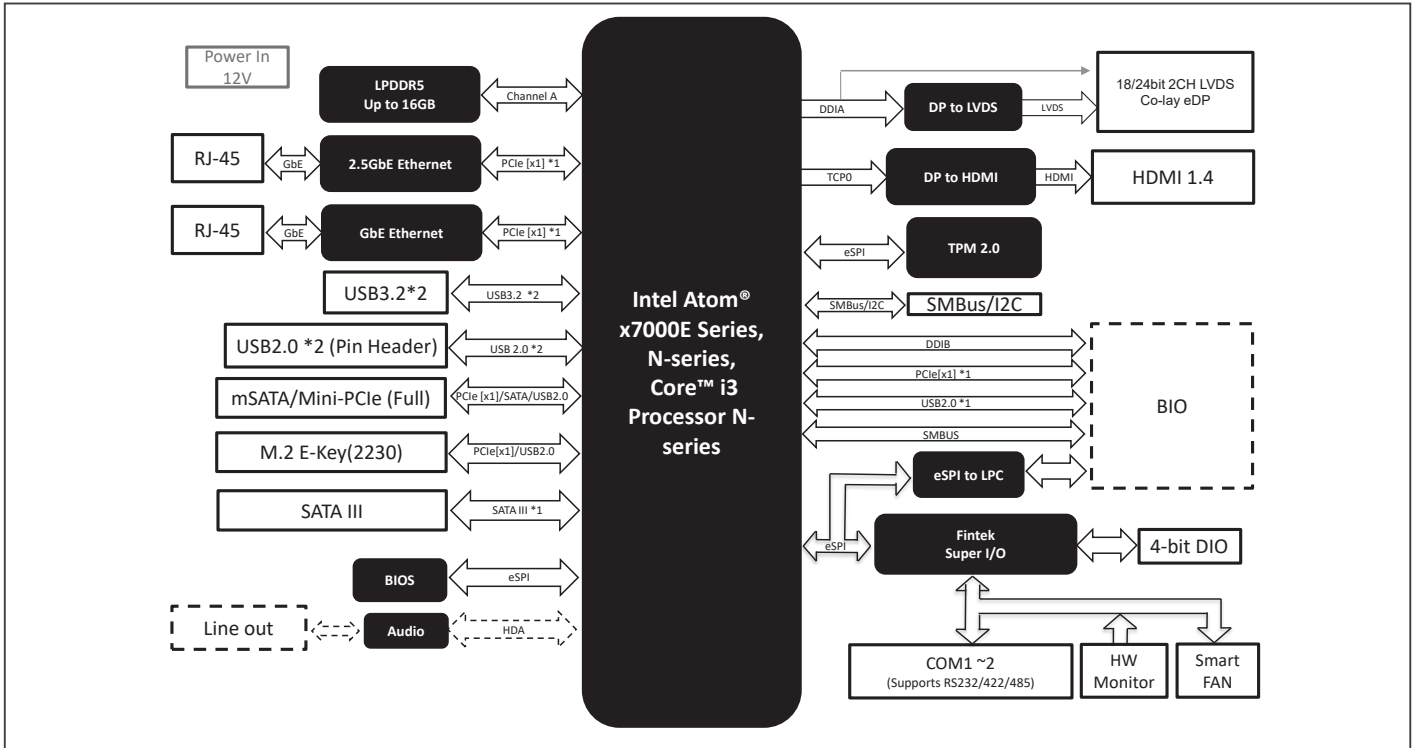 Power In
12V
LPDDR5
Up to 16GB
Channel A
RJ-45
GbE
2.5GbE Ethernet
PCIe [x1] *1
RJ-45
GbE
GbE Ethernet
PCIe [x1] *1
USB3.2*2
USB3.2 *2
USB2.0 *2 (Pin Header)
USB 2.0 *2
mSATA/Mini-PCIe (Full)
PCIe [x1]/SATA/USB2.0
M.2 E-Key(2230)
PCIe[x1]/USB2.0
SATA III
SATA III *1
BIOS
eSPI
Line out
Audio
HDA
Intel Atom®
x7000E Series,
N-series,
Core™ i3
Processor N-
series
DDIA
DP to LVDS
LVDS
18/24bit 2CH LVDS
Co-lay eDP
TCP0
DP to HDMI
HDMI
HDMI 1.4
eSPI
TPM 2.0
SMBus/I2C
SMBus/I2C
DDIB
PCIe[x1] *1
USB2.0 *1
SMBUS
BIO
eSPI to LPC
eSPI
Fintek
Super I/O
4-bit DIO
COM1 ~2
(Supports RS232/422/485)
HW
Monitor
Smart
FAN